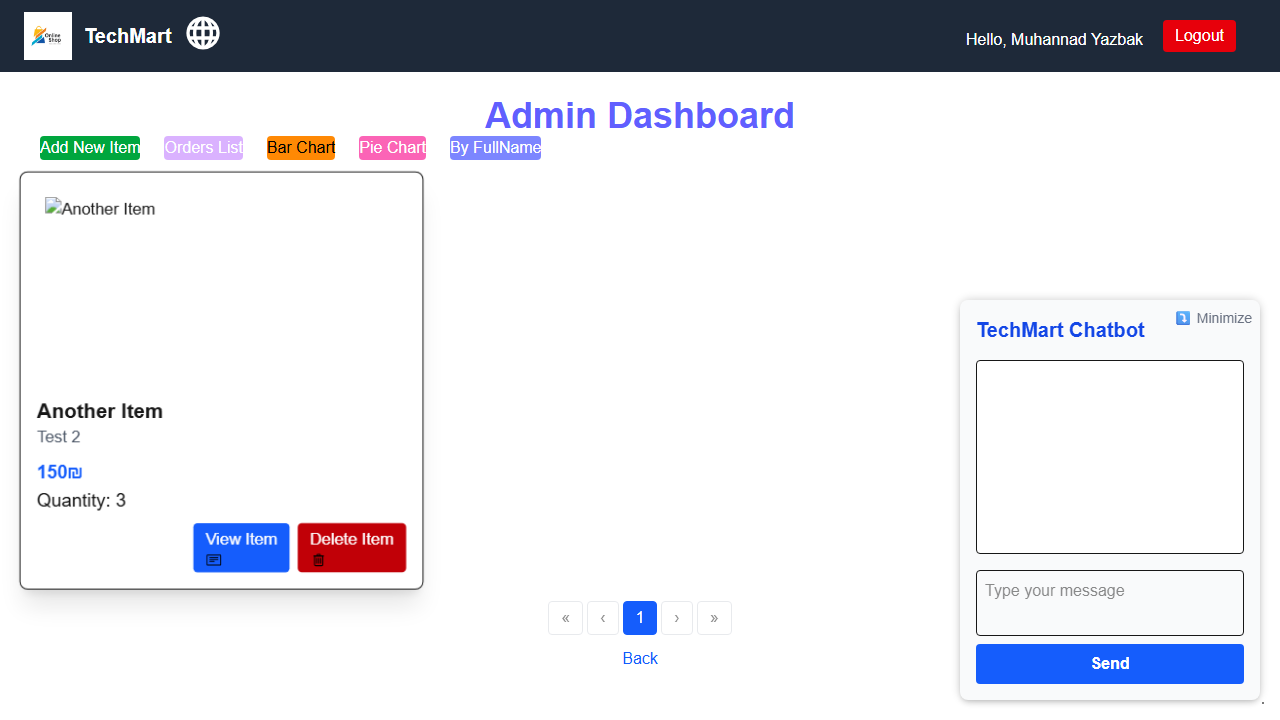 Online
Shop
TechMart
Hello, Muhannad Yazbak
Logout
Admin Dashboard
Add New Item
Orders List
Bar Chart
Pie Chart
By FullName
Another Item
Another Item
Test 2
150₪
Quantity: 3
View Item
Delete Item
« ‹ 1 › »
Back
Minimize
TechMart Chatbot
Type your message
Send
.